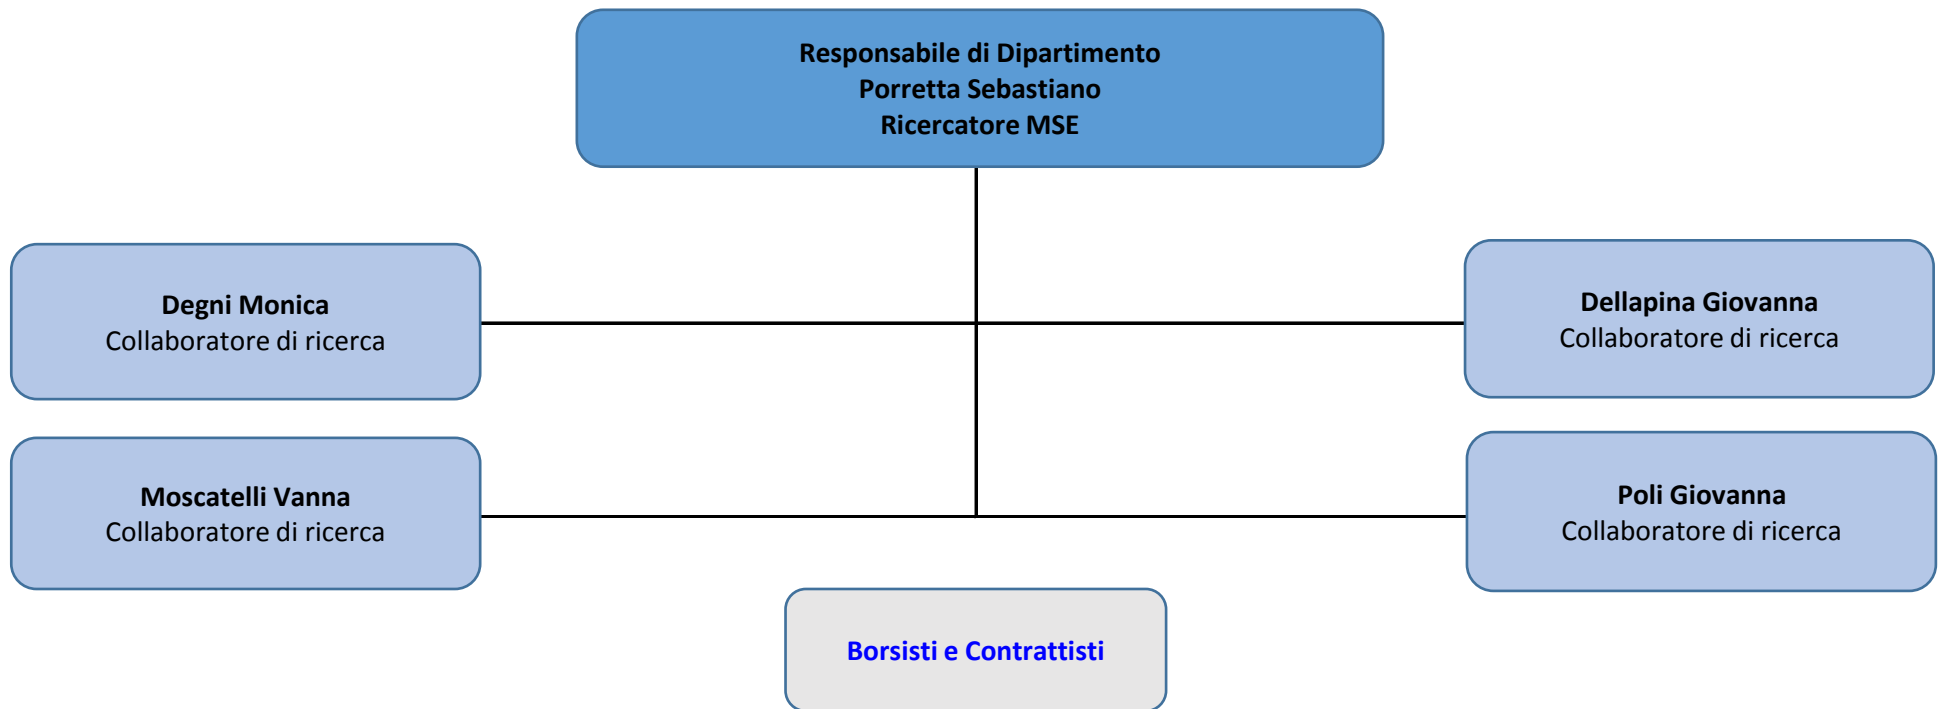 Responsabile di Dipartimento
Porretta Sebastiano
Ricercatore MSE
Degni Monica
Collaboratore di ricerca
Dellapina Giovanna
Collaboratore di ricerca
Moscatelli Vanna
Collaboratore di ricerca
Poli Giovanna
Collaboratore di ricerca
Borsisti e Contrattisti